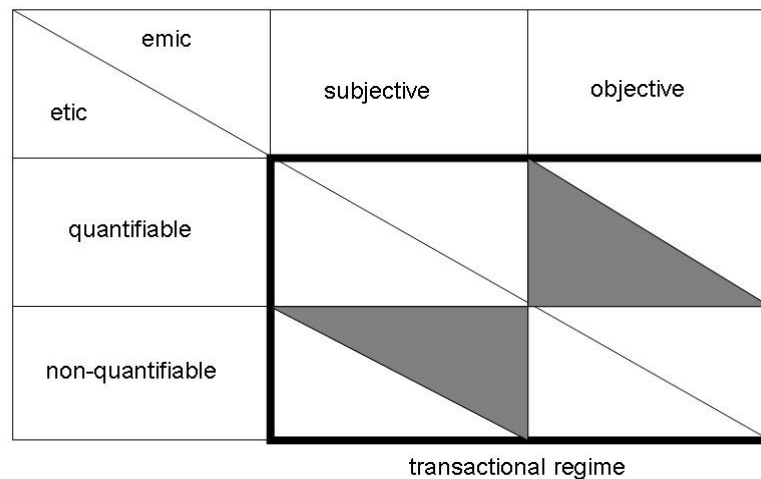 emic
etic
subjective
objective
quantifiable
non-quantifiable
transactional regime